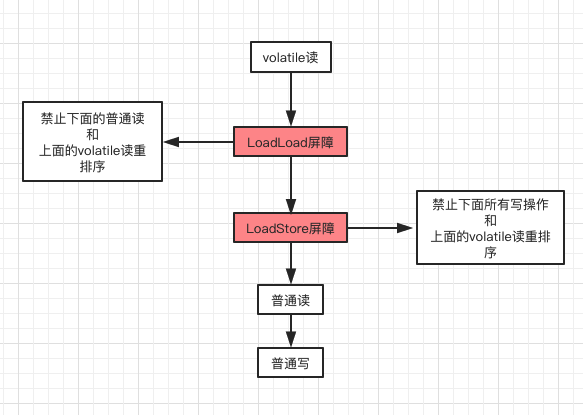 volatile读
禁止下面的普通读
和
上面的volatile读重
排序
LoadLoad屏障
LoadStore屏障
禁止下面所有写操作
和
上面的volatile读重排
序
普通读
普通写